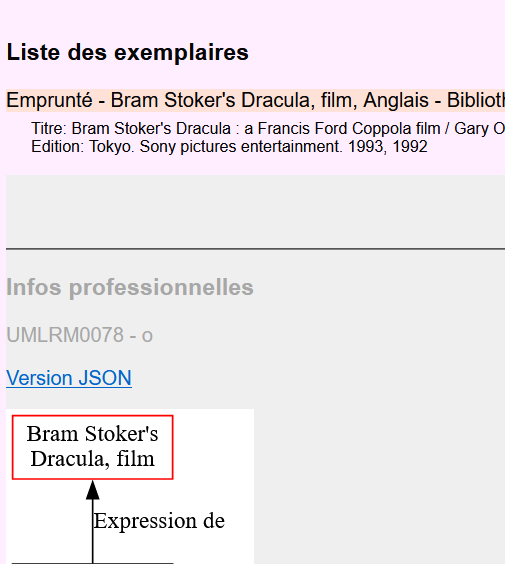 Liste des exemplaires
Emprunté - Bram Stoker's Dracula, film, Anglais -
Titre: Bram Stoker's Dracula : a Francis Ford Coppola film / Gary
Edition: Tokyo. Sony pictures entertainment. 1993, 1992
Infos professionnelles
UMLRM0078 - o
Version JSON
Bram Stoker's
Dracula, film
Expression de